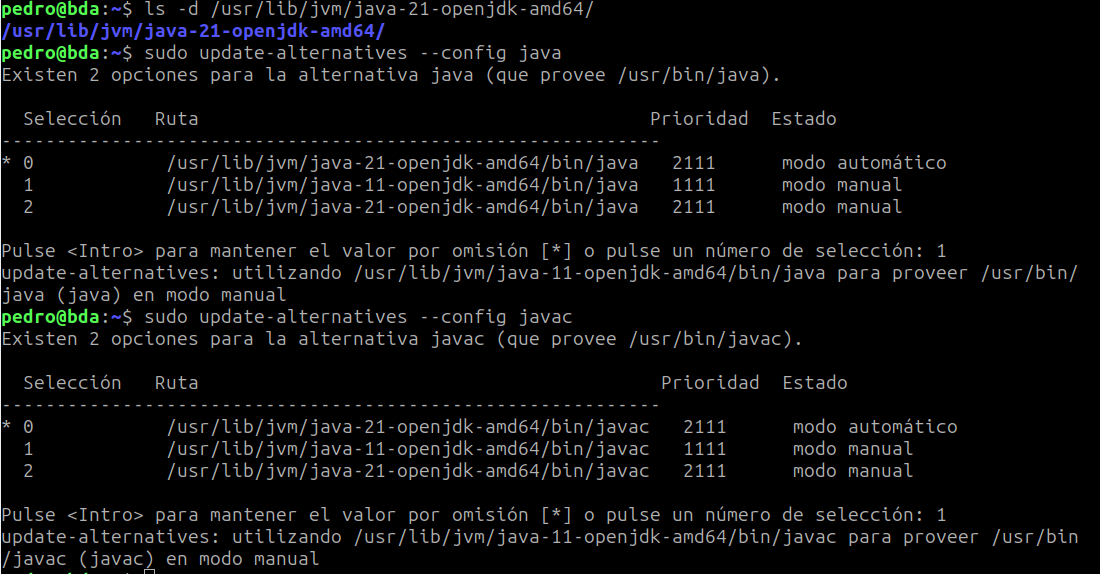 pedro@bda:~$ ls -d /usr/lib/jvm/java-21-openjdk-amd64/
/usr/lib/jvm/java-21-openjdk-amd64/
pedro@bda:~$ sudo update-alternatives --config java
Existen 2 opciones para la alternativa java (que provee /usr/bin/java).
Selección   Ruta                                         Prioridad  Estado
------------------------------------------------------------
* 0            /usr/lib/jvm/java-21-openjdk-amd64/bin/java   2111      modo automático
  1            /usr/lib/jvm/java-11-openjdk-amd64/bin/java   1111      modo manual
  2            /usr/lib/jvm/java-21-openjdk-amd64/bin/java   2111      modo manual
Pulse <Intro> para mantener el valor por omisión [*] o pulse un número de selección: 1
update-alternatives: utilizando /usr/lib/jvm/java-11-openjdk-amd64/bin/java para proveer /usr/bin/
java (java) en modo manual
pedro@bda:~$ sudo update-alternatives --config javac
Existen 2 opciones para la alternativa javac (que provee /usr/bin/javac).
Selección   Ruta                                          Prioridad  Estado
------------------------------------------------------------
* 0            /usr/lib/jvm/java-21-openjdk-amd64/bin/javac   2111      modo automático
  1            /usr/lib/jvm/java-11-openjdk-amd64/bin/javac   1111      modo manual
  2            /usr/lib/jvm/java-21-openjdk-amd64/bin/javac   2111      modo manual
Pulse <Intro> para mantener el valor por omisión [*] o pulse un número de selección: 1
update-alternatives: utilizando /usr/lib/jvm/java-11-openjdk-amd64/bin/javac para proveer /usr/bin
/javac (javac) en modo manual